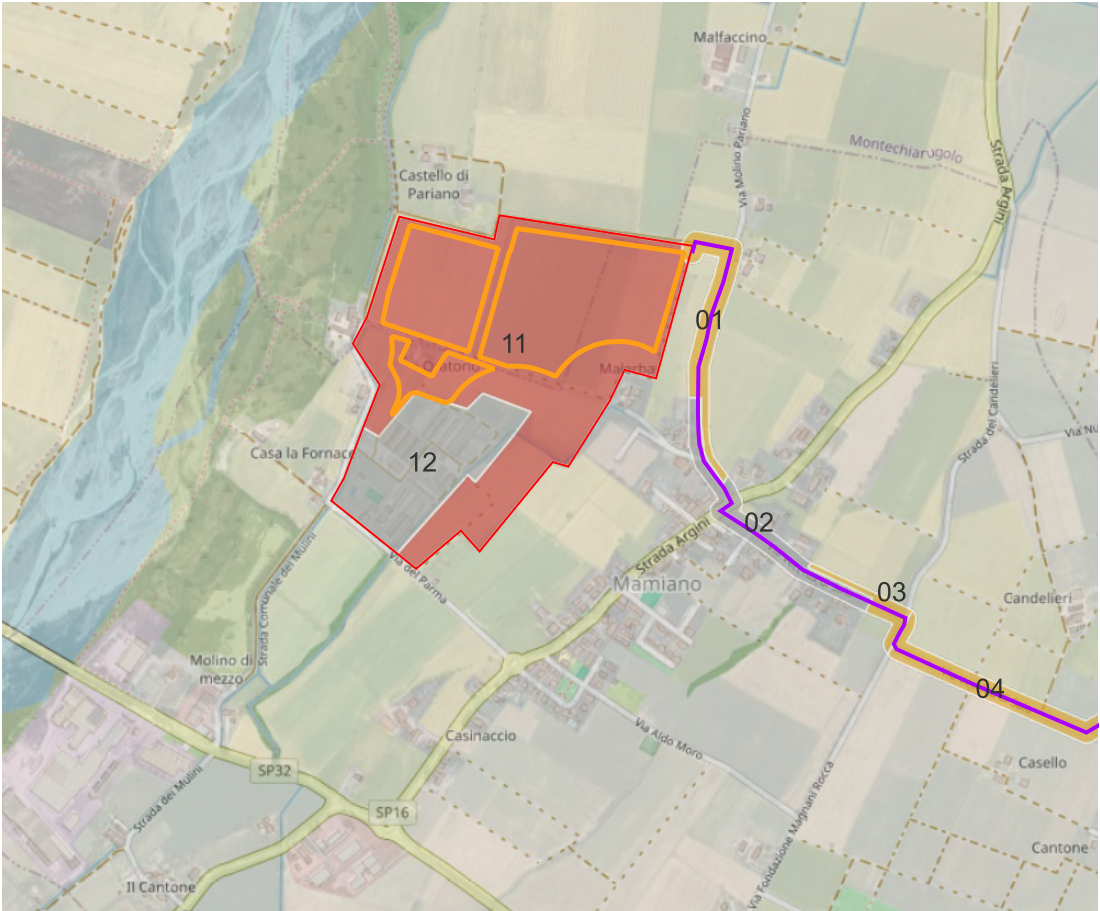 Malfaccino
Via Molino Pariano
Montechiarugolo
Strada Argini
Castello di
Pariano
01
11
Oratorio
Malerba
Strada dei Candelieri
Casa la Fornace
12
02
Strada Argini
Via del Parma
Mamiano
03
Candelieri
Strada Comunale dei Mulini
Molino di
mezzo
04
Casinaccio
Via Aldo Moro
Casello
SP32
SP16
Strada dei Mulini
Via Fondazione Magnani Rocca
Cantone
Il Cantone